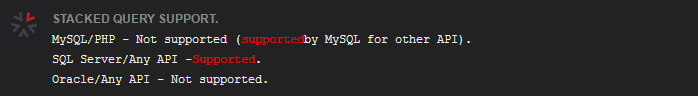 STACKED QUERY SUPPORT.
MySQL/PHP - Not supported (supportedby MySQL for other API).
SQL Server/Any API -Supported.
Oracle/Any API - Not supported.